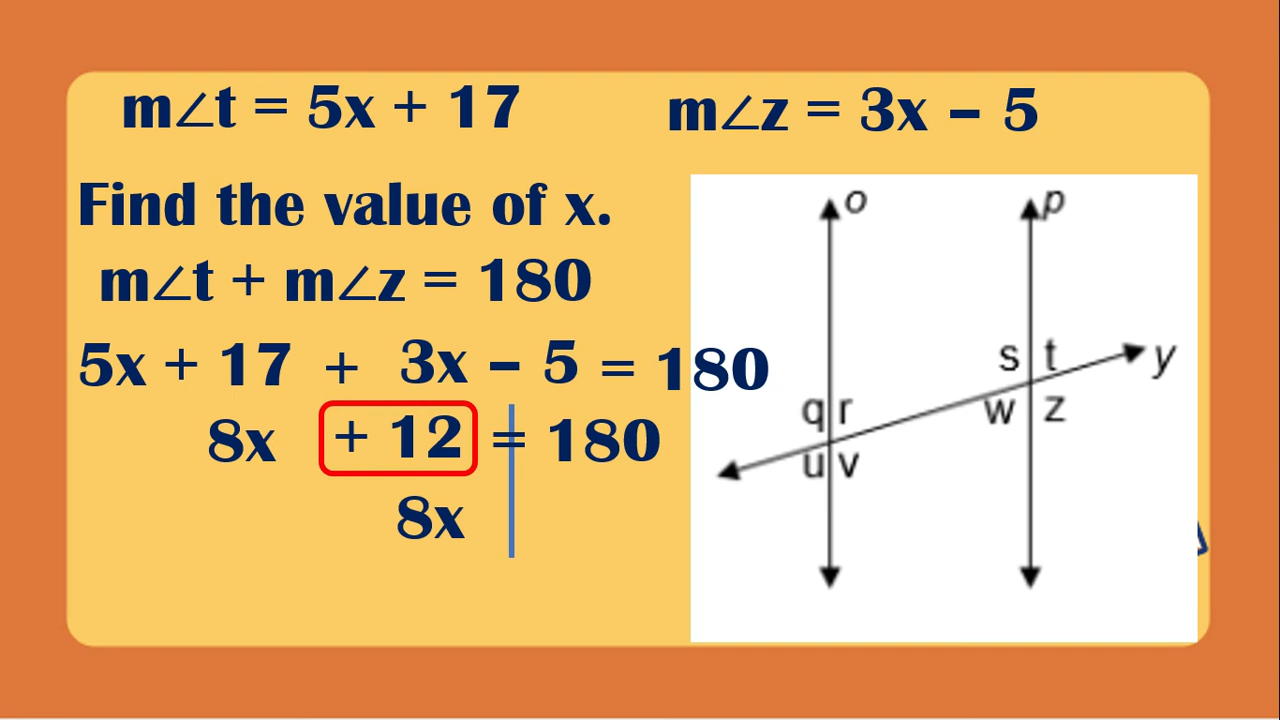 m∠t = 5x + 17
m∠z = 3x – 5
Find the value of x.
m∠t + m∠z = 180
5x + 17 + 3x – 5 = 180
8x + 12 = 180
8x
o
p
s t
y
q r
w z
u v